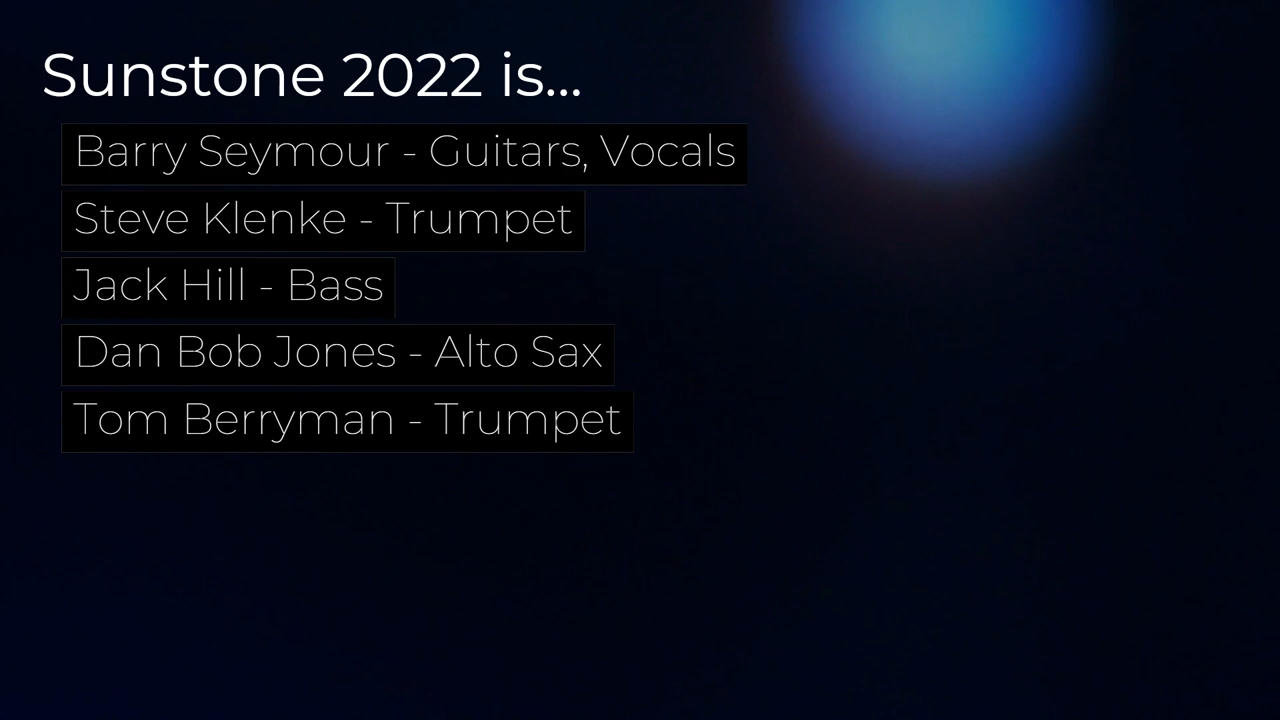 Sunstone 2022 is...
Barry Seymour - Guitars, Vocals
Steve Klenke - Trumpet
Jack Hill - Bass
Dan Bob Jones - Alto Sax
Tom Berryman - Trumpet